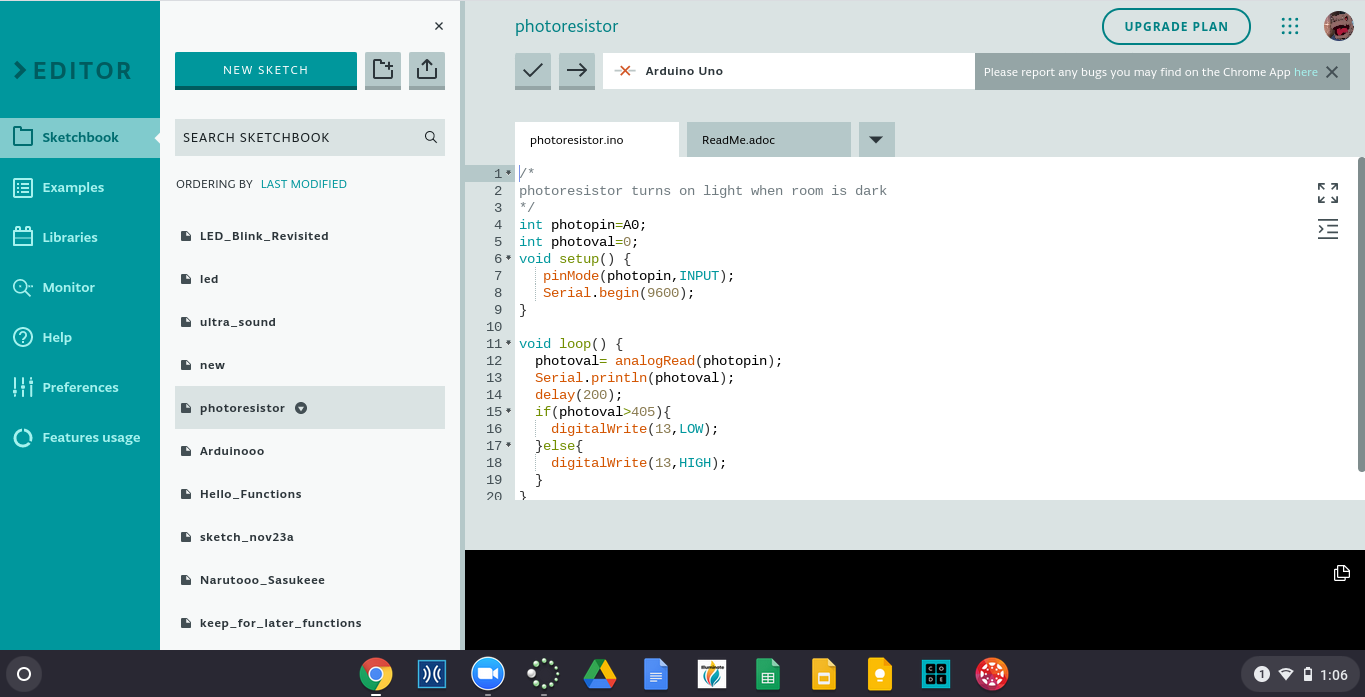 EDITOR
Sketchbook
Examples
Libraries
Monitor
Help
Preferences
Features usage
×
NEW SKETCH
SEARCH SKETCHBOOK
ORDERING BY LAST MODIFIED
LED_Blink_Revisited
led
ultra_sound
new
photoresistor
Arduinooo
Hello_Functions
sketch_nov23a
Narutooo_Sasukeee
keep_for_later_functions
photoresistor
UPGRADE PLAN
Arduino Uno
Please report any bugs you may find on the Chrome App here
photoresistor.ino
ReadMe.adoc
1 /*
2 photoresistor turns on light when room is dark
3 */
4 int photopin=A0;
5 int photoval=0;
6 void setup() {
7 pinMode(photopin,INPUT);
8 Serial.begin(9600);
9 }
10
11 void loop() {
12 photoval= analogRead(photopin);
13 Serial.println(photoval);
14 delay(200);
15 if(photoval>405){
16 digitalWrite(13,LOW);
17 }else{
18 digitalWrite(13,HIGH);
19 }
20 }
CO
DE
1
1:06